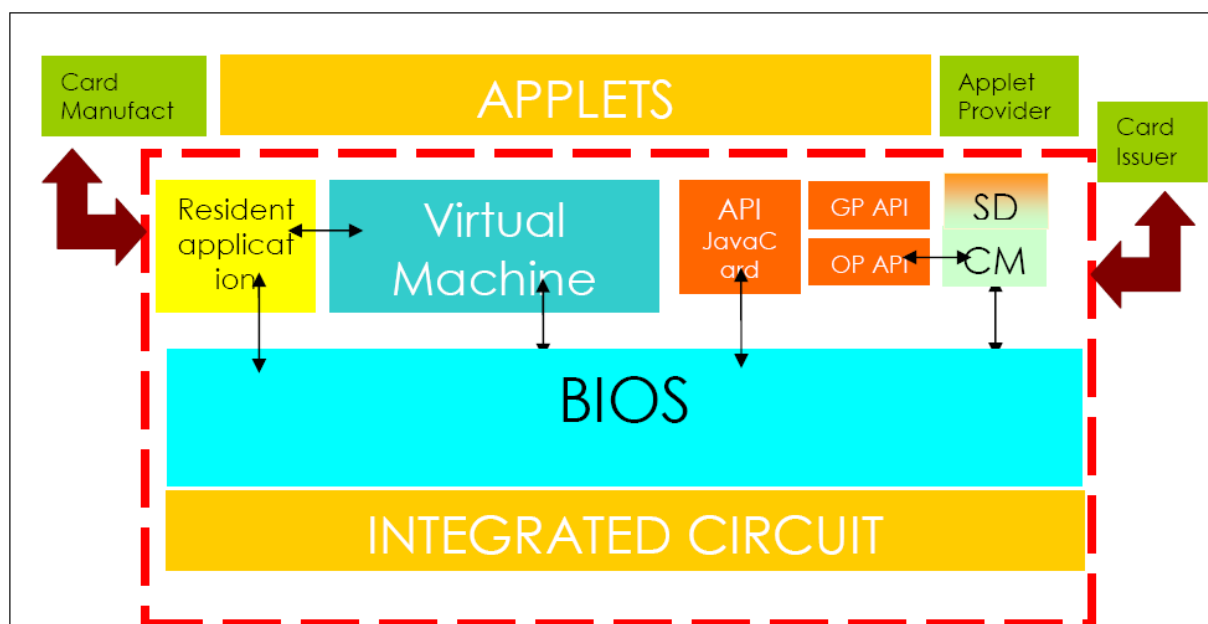 Card
Manufact
APPLETS
Applet
Provider
Card
Issuer
Resident
applicat
ion
Virtual
Machine
API
JavaC
ard
GP API
OP API
SD
CM
BIOS
INTEGRATED CIRCUIT